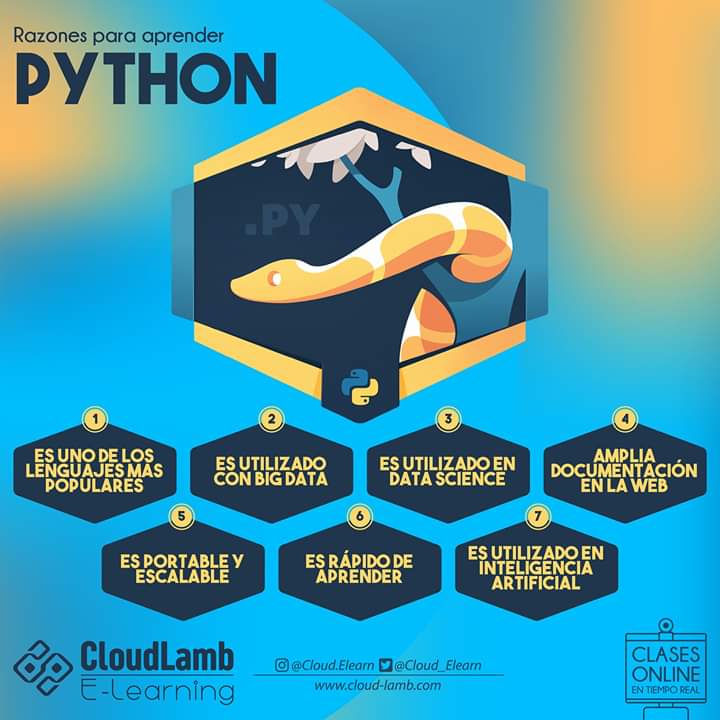 Razones para aprender
PYTHON
.PY
1
ES UNO DE LOS
LENGUAJES MAS
POPULARES
2
ES UTILIZADO
CON BIG DATA
3
ES UTILIZADO EN
DATA SCIENCE
4
AMPLIA
DOCUMENTACIÓN
EN LA WEB
5
ES PORTABLE Y
ESCALABLE
6
ES RÁPIDO DE
APRENDER
7
ES UTILIZADO EN
INTELIGENCIA
ARTIFICIAL
CloudLamb
E-Learning
@Cloud.Elearn @Cloud_Elearn
www.cloud-lamb.com
CLASES
ONLINE
EN TIEMPO REAL